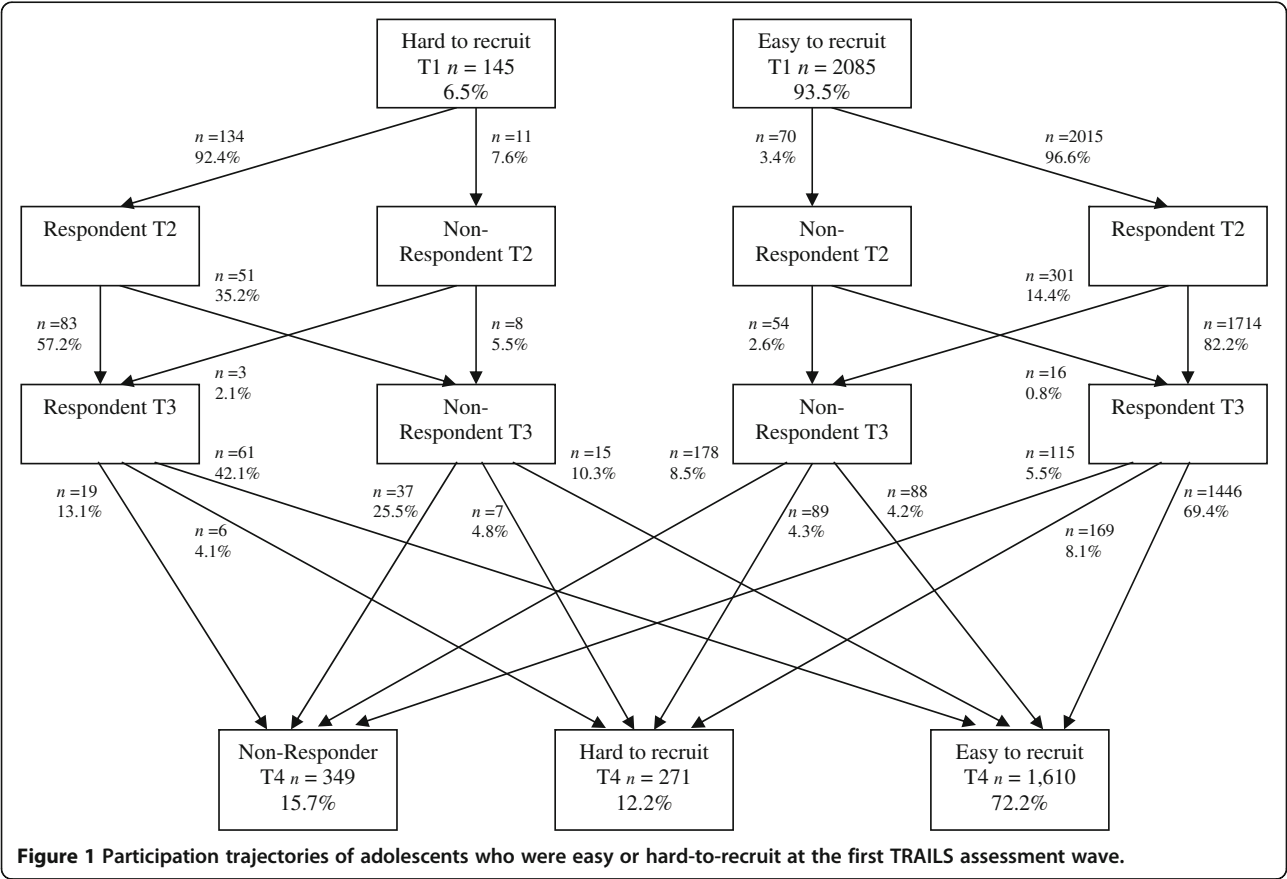 Hard to recruit
T1 n = 145
6.5%
Easy to recruit
T1 n = 2085
93.5%
n =134
92.4%
n =11
7.6%
n =70
3.4%
n =2015
96.6%
Respondent T2
Non-
Respondent T2
Non-
Respondent T2
Respondent T2
n =51
35.2%
n =301
14.4%
n =83
57.2%
n =8
5.5%
n =54
2.6%
n =1714
82.2%
n =3
2.1%
n =16
0.8%
Respondent T3
Non-
Respondent T3
Non-
Respondent T3
Respondent T3
n =61
42.1%
n =15
10.3%
n =178
8.5%
n =115
5.5%
n =19
13.1%
n =37
25.5%
n =88
4.2%
n =1446
69.4%
n =6
4.1%
n =7
4.8%
n =89
4.3%
n =169
8.1%
Non-Responder
T4 n = 349
15.7%
Hard to recruit
T4 n = 271
12.2%
Easy to recruit
T4 n = 1,610
72.2%
Figure 1 Participation trajectories of adolescents who were easy or hard-to-recruit at the first TRAILS assessment wave.